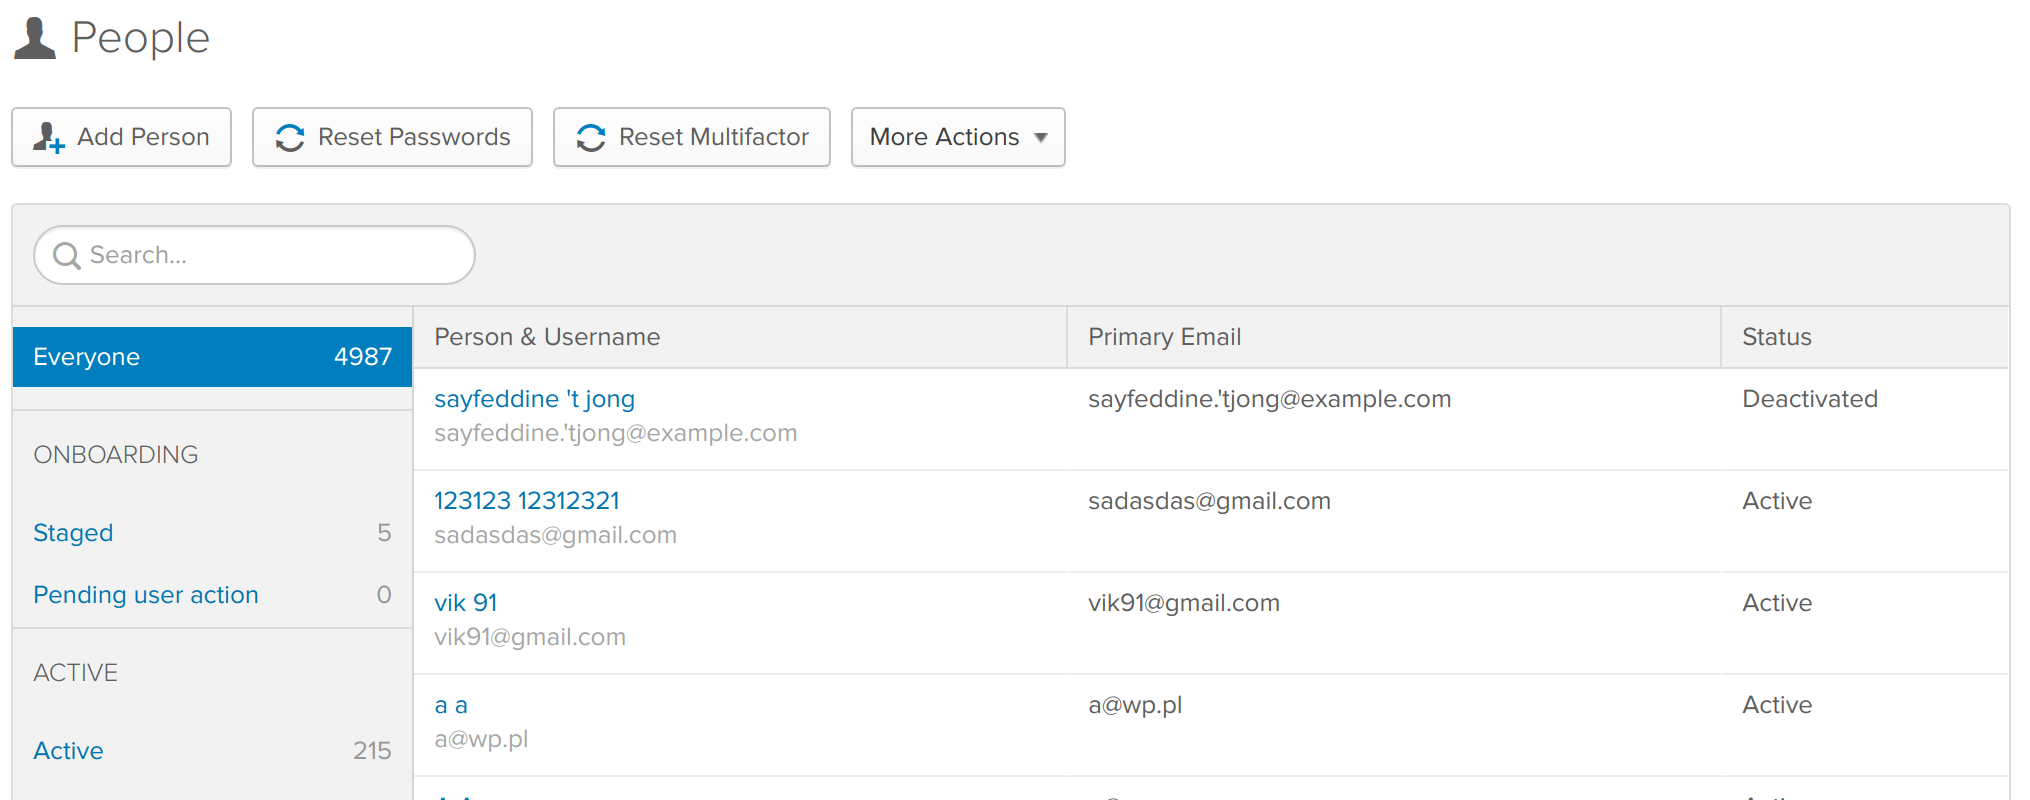 People
Add Person
Reset Passwords
Reset Multifactor
More Actions
Search...
Everyone 4987
ONBOARDING
Staged 5
Pending user action 0
ACTIVE
Active 215
Person & Username Primary Email Status
sayfeddine 't jong sayfeddine.'tjong@example.com Deactivated
sayfeddine.'tjong@example.com
123123 12312321 sadasdas@gmail.com Active
sadasdas@gmail.com
vik 91 vik91@gmail.com Active
vik91@gmail.com
a a a@wp.pl Active
a@wp.pl